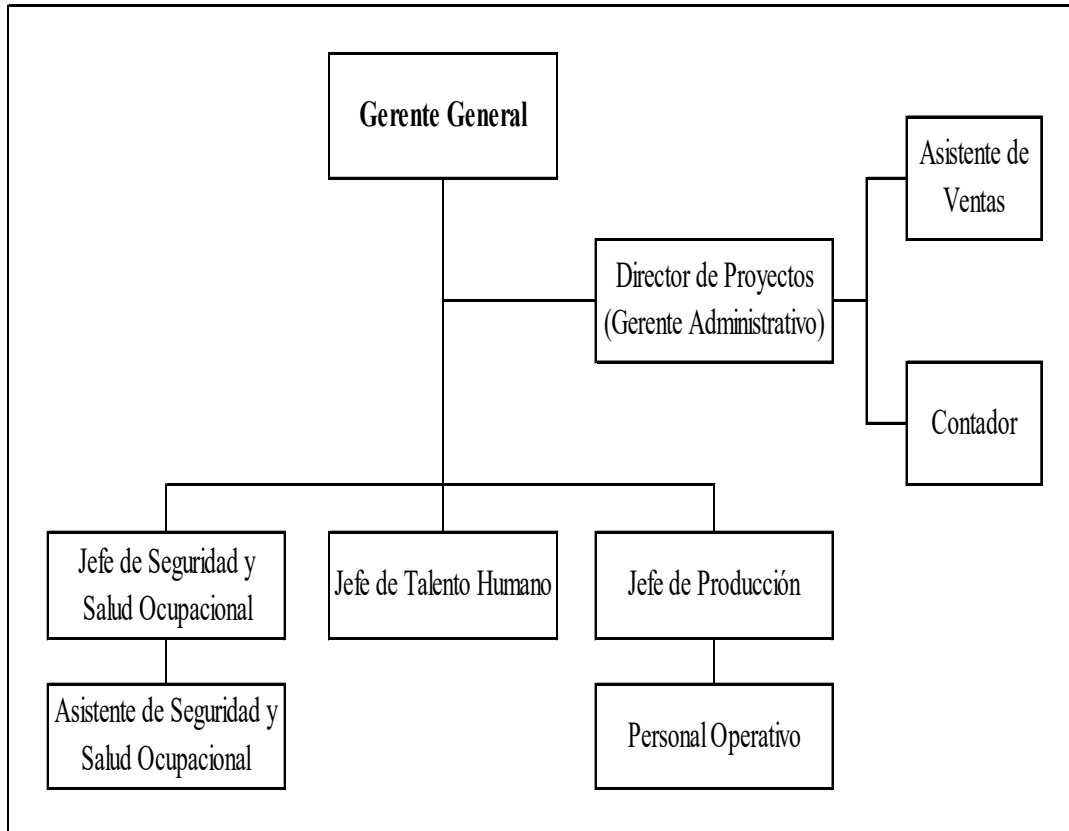 Gerente General
Asistente de
Ventas
Director de Proyectos
(Gerente Administrativo)
Contador
Jefe de Seguridad y
Salud Ocupacional
Jefe de Talento Humano
Jefe de Producción
Asistente de Seguridad y
Salud Ocupacional
Personal Operativo